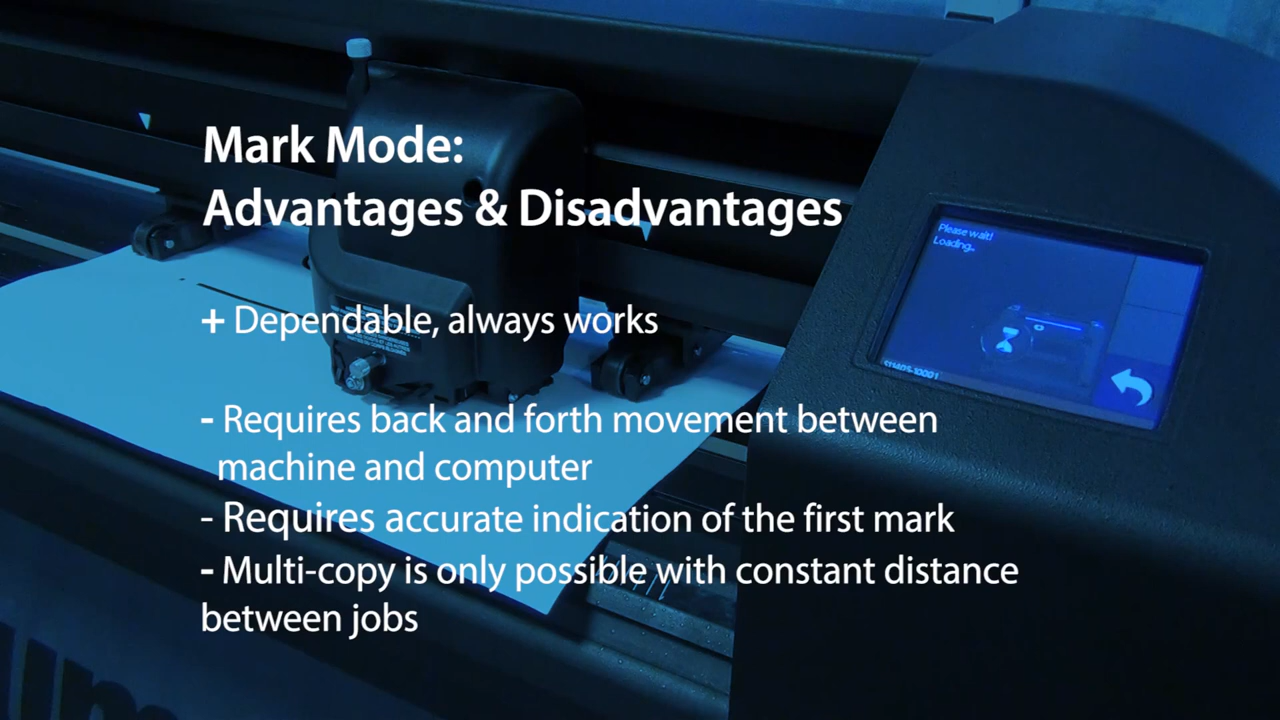 Mark Mode:
Advantages & Disadvantages
+ Dependable, always works
- Requires back and forth movement between
machine and computer
- Requires accurate indication of the first mark
- Multi-copy is only possible with constant distance
between jobs
Please wait!
Loading..